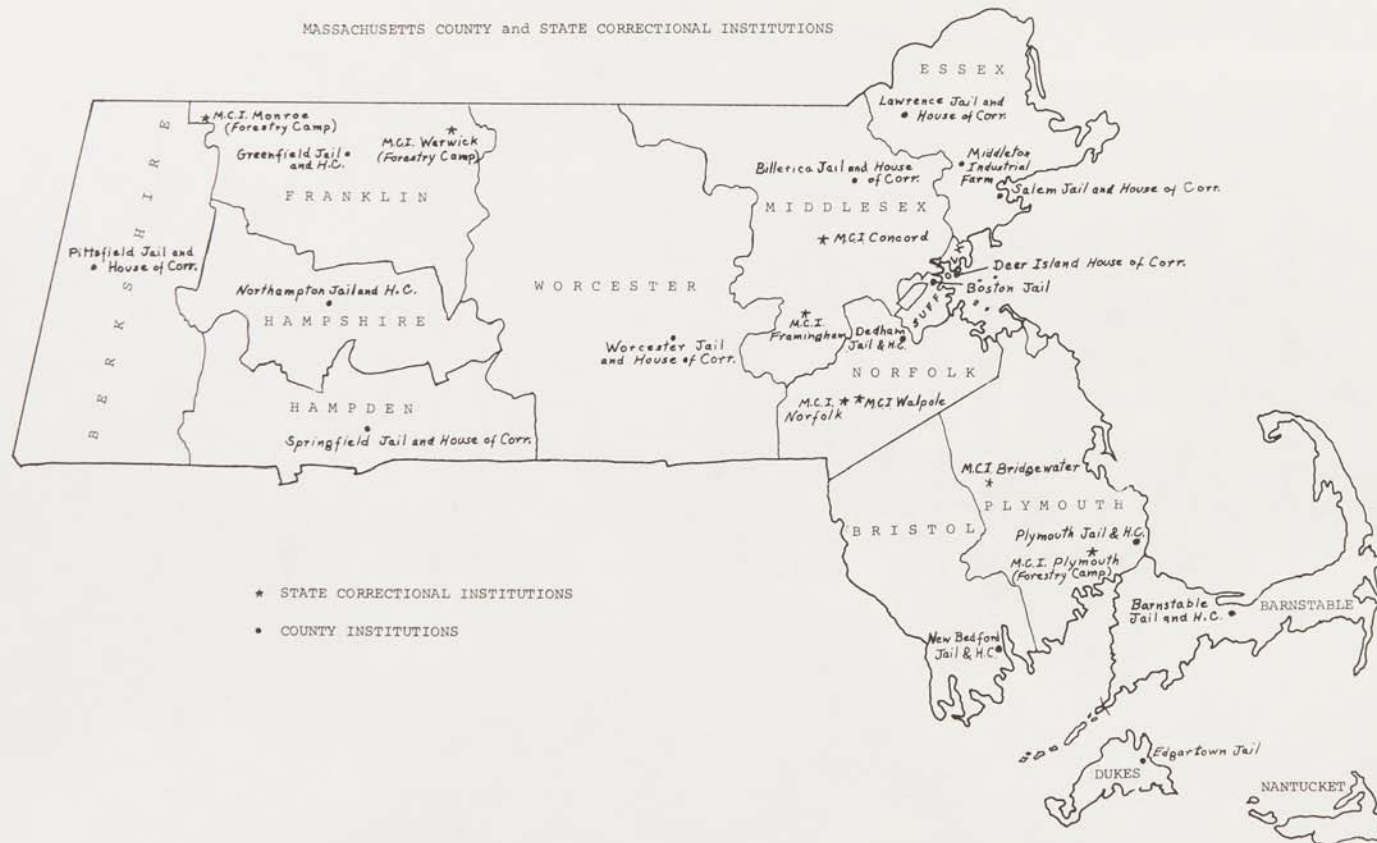 MASSACHUSETTS COUNTY and STATE CORRECTIONAL INSTITUTIONS
ESSEX
Lawrence Jail and
House of Corr.
M.C.I. Monroe
(Forestry Camp)
M.C.I. Warwick
(Forestry Camp)
Greenfield Jail
and H.C.
FRANKLIN
BERKSHIRE
Pittsfield Jail and
House of Corr.
Billerica Jail and House
of Corr.
Middleton
Industrial
Farm
Salem Jail and House of Corr.
MIDDLESEX
M.C.I. Concord
Deer Island House of Corr.
Boston Jail
SUFFOLK
Northampton Jail and H.C.
HAMPSHIRE
WORCESTER
Worcester Jail
and House of Corr.
M.C.I.
Framingham
Dedham
Jail & H.C.
NORFOLK
M.C.I.
Norfolk
MCI Walpole
HAMPDEN
Springfield Jail and House of Corr.
M.C.I. Bridgewater
PLYMOUTH
BRISTOL
Plymouth Jail & H.C.
M.C.I. Plymouth
(Forestry Camp)
* STATE CORRECTIONAL INSTITUTIONS
• COUNTY INSTITUTIONS
Barnstable
Jail and H.C.
BARNSTABLE
New Bedford
Jail & H.C.
Edgartown Jail
DUKES
NANTUCKET